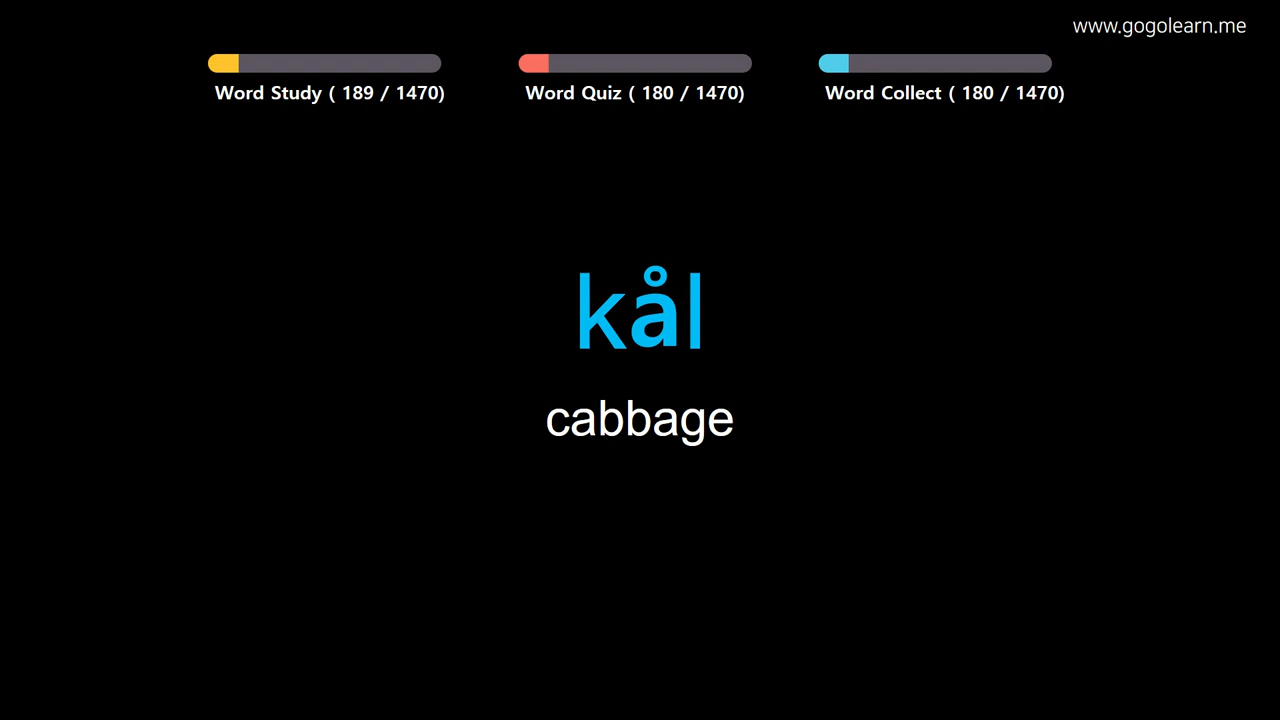 www.gogolearn.me
Word Study ( 189 / 1470)
Word Quiz ( 180 / 1470)
Word Collect ( 180 / 1470)
kål
cabbage